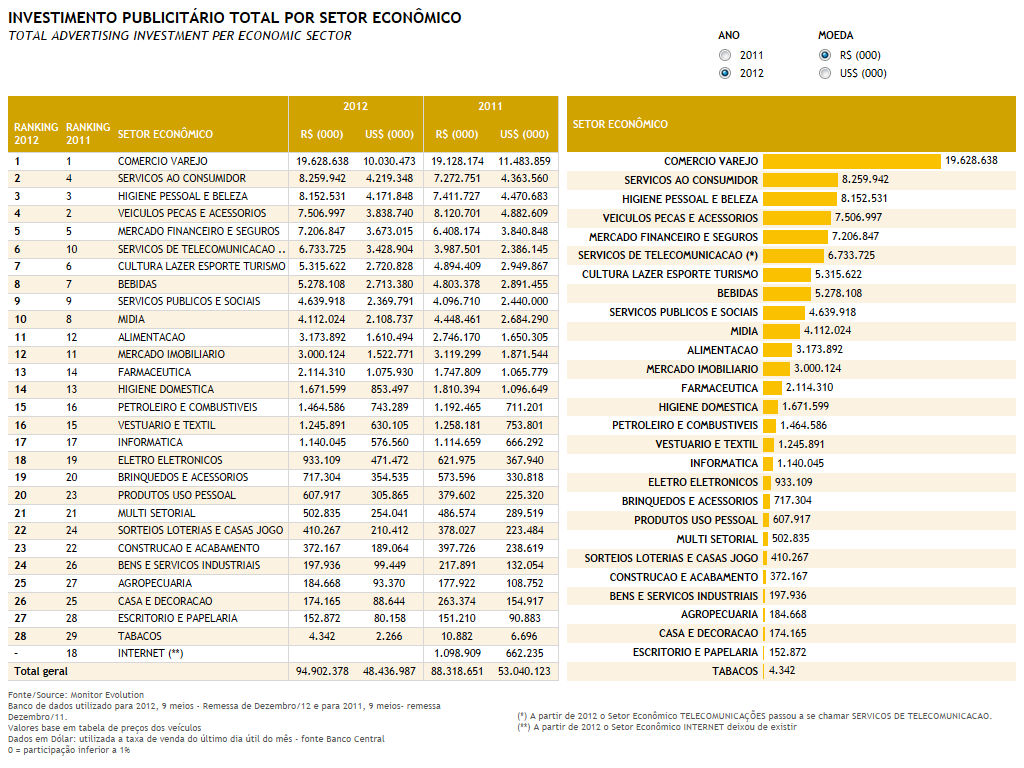 INVESTIMENTO PUBLICITÁRIO TOTAL POR SETOR ECONÔMICO
TOTAL ADVERTISING INVESTMENT PER ECONOMIC SECTOR
ANO MOEDA
2011 R$ (000)
2012 US$ (000)
2012 2011
RANKING 2012 RANKING 2011 SETOR ECONÔMICO R$ (000) US$ (000) R$ (000) US$ (000)
1 1 COMERCIO VAREJO 19.628.638 10.030.473 19.128.174 11.483.859
2 4 SERVICOS AO CONSUMIDOR 8.259.942 4.219.348 7.272.751 4.363.560
3 3 HIGIENE PESSOAL E BELEZA 8.152.531 4.171.848 7.411.727 4.470.683
4 2 VEICULOS PECAS E ACESSORIOS 7.506.997 3.838.740 8.120.701 4.882.609
5 5 MERCADO FINANCEIRO E SEGUROS 7.206.847 3.673.015 6.408.174 3.840.848
6 10 SERVICOS DE TELECOMUNICACAO .. 6.733.725 3.428.904 3.987.501 2.386.145
7 6 CULTURA LAZER ESPORTE TURISMO 5.315.622 2.720.828 4.894.409 2.949.867
8 7 BEBIDAS 5.278.108 2.713.380 4.803.378 2.891.455
9 9 SERVICOS PUBLICOS E SOCIAIS 4.639.918 2.369.791 4.096.710 2.440.000
10 8 MIDIA 4.112.024 2.108.737 4.448.461 2.684.290
11 12 ALIMENTACAO 3.173.892 1.610.494 2.746.170 1.650.305
12 11 MERCADO IMOBILIARIO 3.000.124 1.522.771 3.119.299 1.871.544
13 14 FARMACEUTICA 2.114.310 1.075.930 1.747.809 1.065.779
14 13 HIGIENE DOMESTICA 1.671.599 853.497 1.810.394 1.096.649
15 16 PETROLEIRO E COMBUSTIVEIS 1.464.586 743.289 1.192.465 711.201
16 15 VESTUARIO E TEXTIL 1.245.891 630.105 1.258.181 753.801
17 17 INFORMATICA 1.140.045 576.560 1.114.659 666.292
18 19 ELETRO ELETRONICOS 933.109 471.472 621.975 367.940
19 20 BRINQUEDOS E ACESSORIOS 717.304 354.535 573.596 330.818
20 23 PRODUTOS USO PESSOAL 607.917 305.865 379.602 225.320
21 21 MULTI SETORIAL 502.835 254.041 486.574 289.519
22 24 SORTEIOS LOTERIAS E CASAS JOGO 410.267 210.412 378.027 223.484
23 22 CONSTRUCAO E ACABAMENTO 372.167 189.064 397.726 238.619
24 26 BENS E SERVICOS INDUSTRIAIS 197.936 99.449 217.891 132.054
25 27 AGROPECUARIA 184.668 93.370 177.922 108.752
26 25 CASA E DECORACAO 174.165 88.644 263.374 154.917
27 28 ESCRITORIO E PAPELARIA 152.872 80.158 151.210 90.883
28 29 TABACOS 4.342 2.266 10.882 6.696
- 18 INTERNET (**) 1.098.909 662.235
Total geral 94.902.378 48.436.987 88.318.651 53.040.123
SETOR ECONÔMICO
COMERCIO VAREJO 19.628.638
SERVICOS AO CONSUMIDOR 8.259.942
HIGIENE PESSOAL E BELEZA 8.152.531
VEICULOS PECAS E ACESSORIOS 7.506.997
MERCADO FINANCEIRO E SEGUROS 7.206.847
SERVICOS DE TELECOMUNICACAO (*) 6.733.725
CULTURA LAZER ESPORTE TURISMO 5.315.622
BEBIDAS 5.278.108
SERVICOS PUBLICOS E SOCIAIS 4.639.918
MIDIA 4.112.024
ALIMENTACAO 3.173.892
MERCADO IMOBILIARIO 3.000.124
FARMACEUTICA 2.114.310
HIGIENE DOMESTICA 1.671.599
PETROLEIRO E COMBUSTIVEIS 1.464.586
VESTUARIO E TEXTIL 1.245.891
INFORMATICA 1.140.045
ELETRO ELETRONICOS 933.109
BRINQUEDOS E ACESSORIOS 717.304
PRODUTOS USO PESSOAL 607.917
MULTI SETORIAL 502.835
SORTEIOS LOTERIAS E CASAS JOGO 410.267
CONSTRUCAO E ACABAMENTO 372.167
BENS E SERVICOS INDUSTRIAIS 197.936
AGROPECUARIA 184.668
CASA E DECORACAO 174.165
ESCRITORIO E PAPELARIA 152.872
TABACOS 4.342
Fonte/Source: Monitor Evolution
Banco de dados utilizado para 2012, 9 meios - Remessa de Dezembro/12 e para 2011, 9 meios- remessa
Dezembro/11.
Valores base em tabela de preços dos veículos
Dados em Dólar: utilizada a taxa de venda do último dia útil do mês - fonte Banco Central
0 = participação inferior a 1%
(*) A partir de 2012 o Setor Econômico TELECOMUNICAÇÕES passou a se chamar SERVICOS DE TELECOMUNICACAO.
(**) A partir de 2012 o Setor Econômico INTERNET deixou de existir